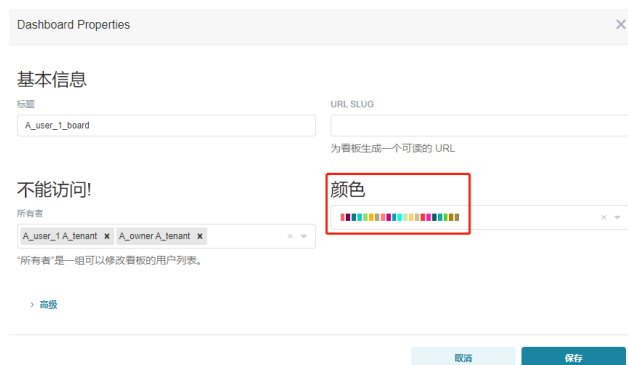 Dashboard Properties
基本信息
标题
URL SLUG
A_user_1_board
为看板生成一个可读的 URL
不能访问!
颜色
所有者
A_user_1 A_tenant
A_owner A_tenant
“所有者”是一组可以修改看板的用户列表。
高级
取消
保存